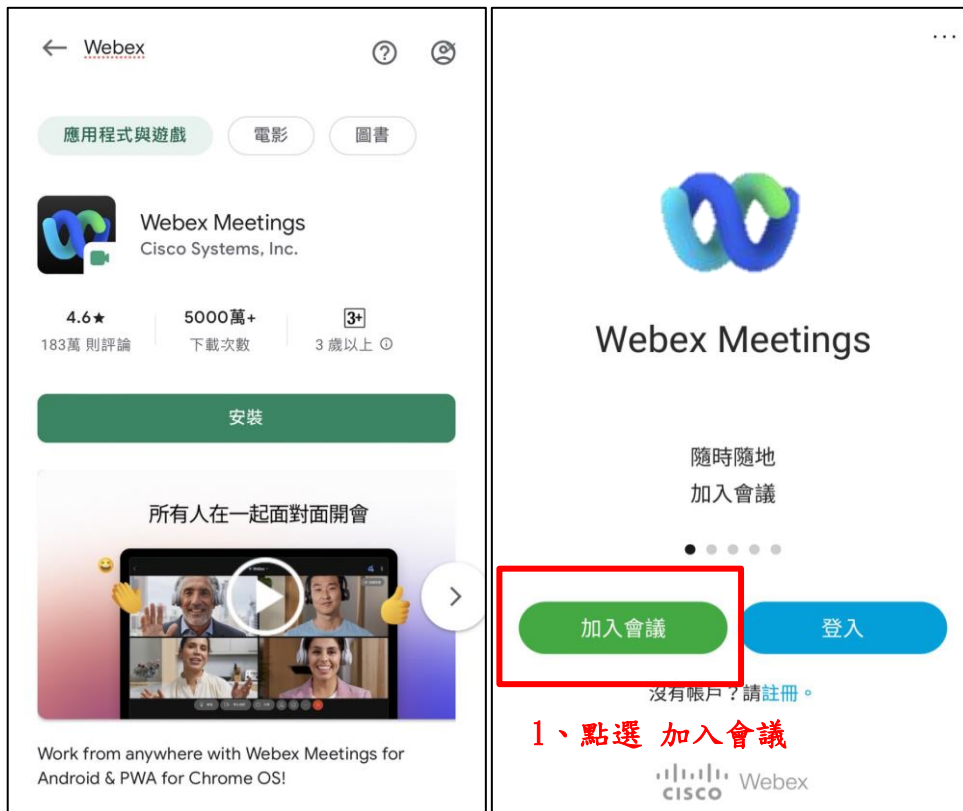 Webex
應用程式與遊戲
電影
圖書
Webex Meetings
Cisco Systems, Inc.
4.6★
5000萬+
3+
183萬 則評論
下載次數
3 歲以上
安裝
所有人在一起面對面開會
Work from anywhere with Webex Meetings for
Android & PWA for Chrome OS!
Webex Meetings
隨時隨地
加入會議
加入會議
登入
沒有帳戶？請註冊。
1、點選 加入會議
CISCO Webex